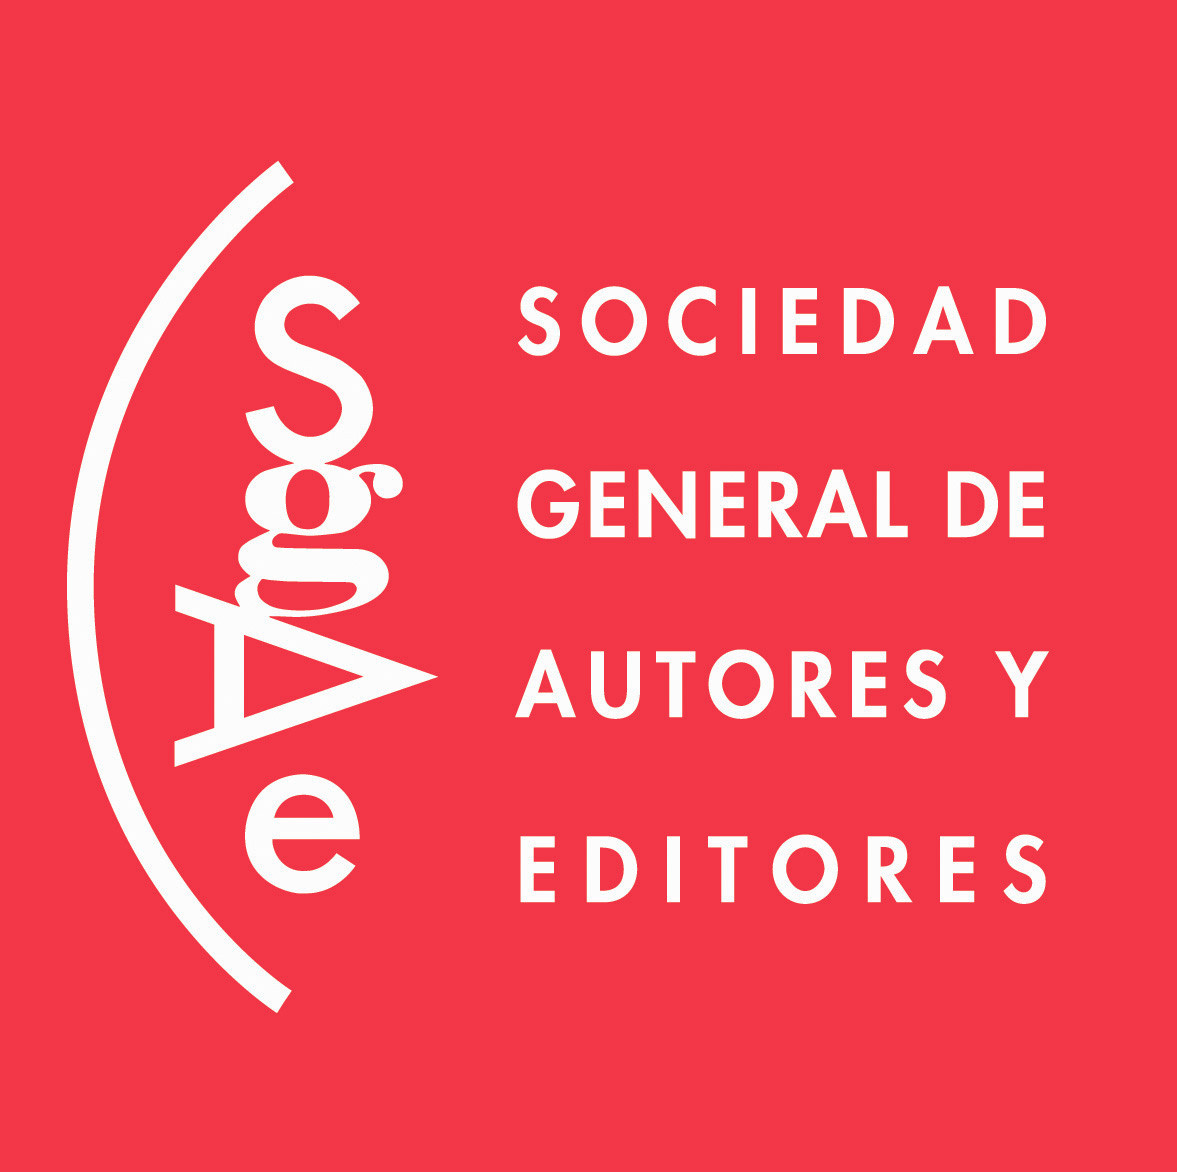 SgAe
SOCIEDAD
GENERAL DE
AUTORES Y
EDITORES